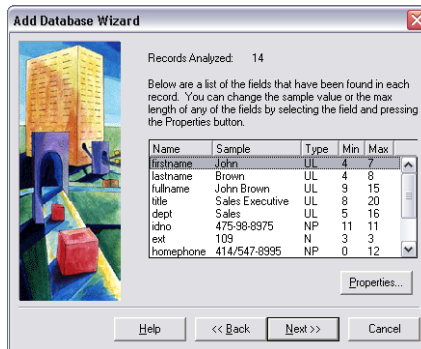 Add Database Wizard
Records Analyzed: 14
Below are a list of the fields that have been found in each
record. You can change the sample value or the max
length of any of the fields by selecting the field and pressing
the Properties button.
Name Sample Type Min Max
firstname John UL 4 7
lastname Brown UL 4 8
fullname John Brown UL 9 15
title Sales Executive UL 8 20
dept Sales UL 5 16
idno 475-98-8975 NP 11 11
ext 109 N 3 3
homephone 414/547-8995 NP 0 12
Properties...
Help << Back Next >> Cancel